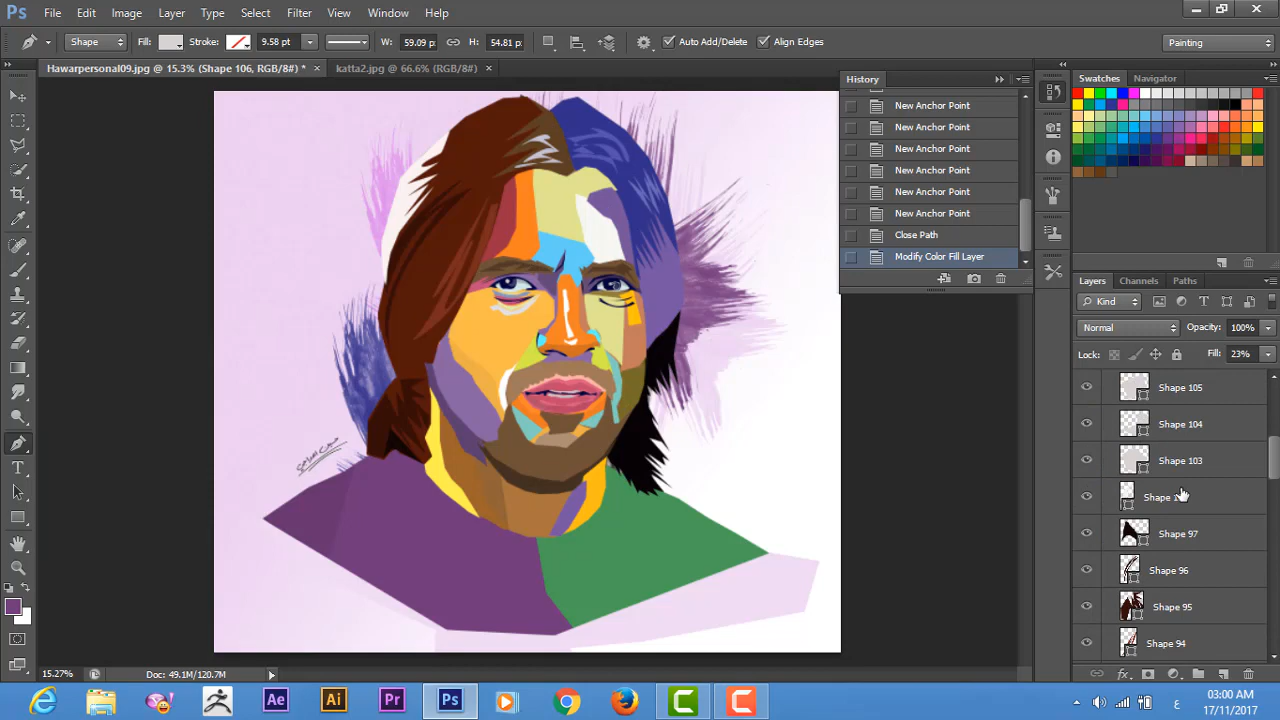 Ps File Edit Image Layer Type Select Filter View Window Help
Shape Fill: Stroke: 9.58 pt W: 59.09 p: H: 54.81 p: Auto Add/Delete Align Edges Painting
Hawarpersonal09.jpg @ 15.3% (Shape 106, RGB/8#) * × katta2.jpg @ 66.6% (RGB/8#) ×
History
New Anchor Point
New Anchor Point
New Anchor Point
New Anchor Point
New Anchor Point
New Anchor Point
Close Path
Modify Color Fill Layer
Swatches Navigator
Layers Channels Paths
Kind
Normal Opacity: 100%
Lock: Fill: 23%
Shape 105
Shape 104
Shape 103
Shape
Shape 97
Shape 96
Shape 95
Shape 94
15.27% Doc: 49.1M/120.7M
Ae Ai Pr Ps
ع
03:00 AM
17/11/2017